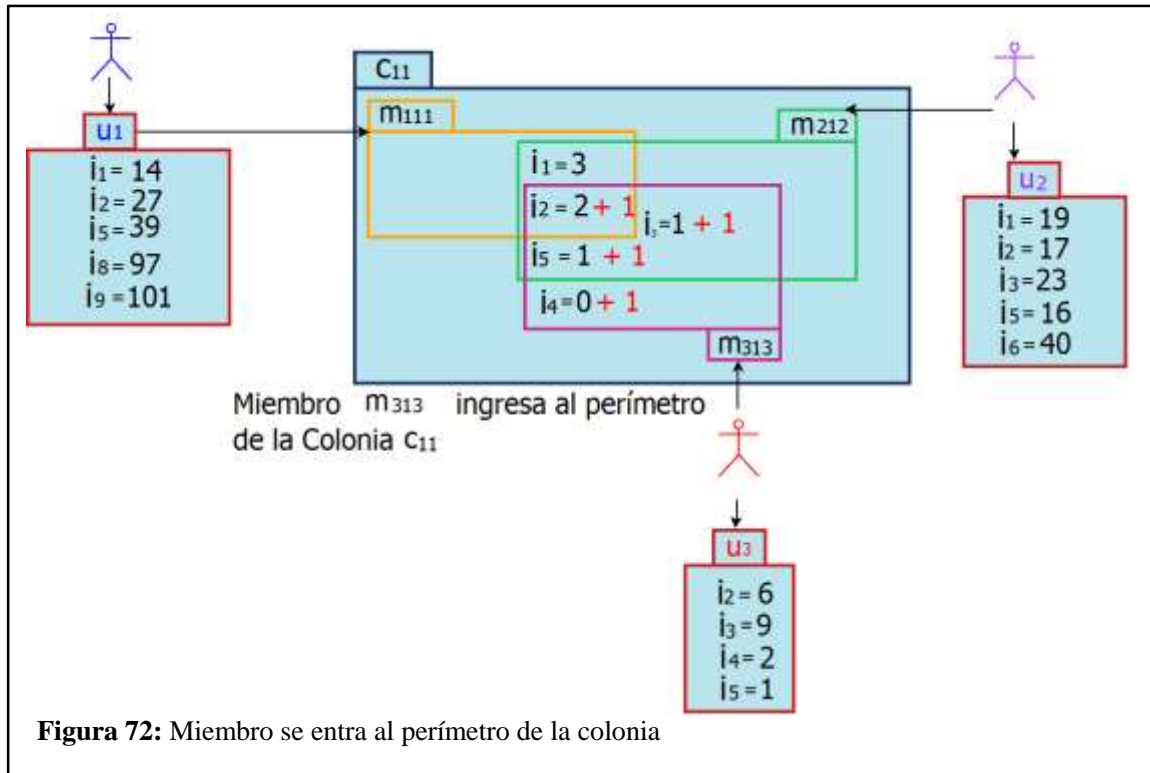 c11
m111
m212
u1
i1= 14
i2= 27
i5= 39
i8= 97
i9=101
i1=3
i2 = 2 + 1
i3=1 + 1
i5 = 1 + 1
i4=0 + 1
m313
u2
i1= 19
i2= 17
i3= 23
i5= 16
i6= 40
Miembro m313 ingresa al perímetro
de la Colonia c11
u3
i2= 6
i3= 9
i4= 2
i5= 1
Figura 72: Miembro se entra al perímetro de la colonia